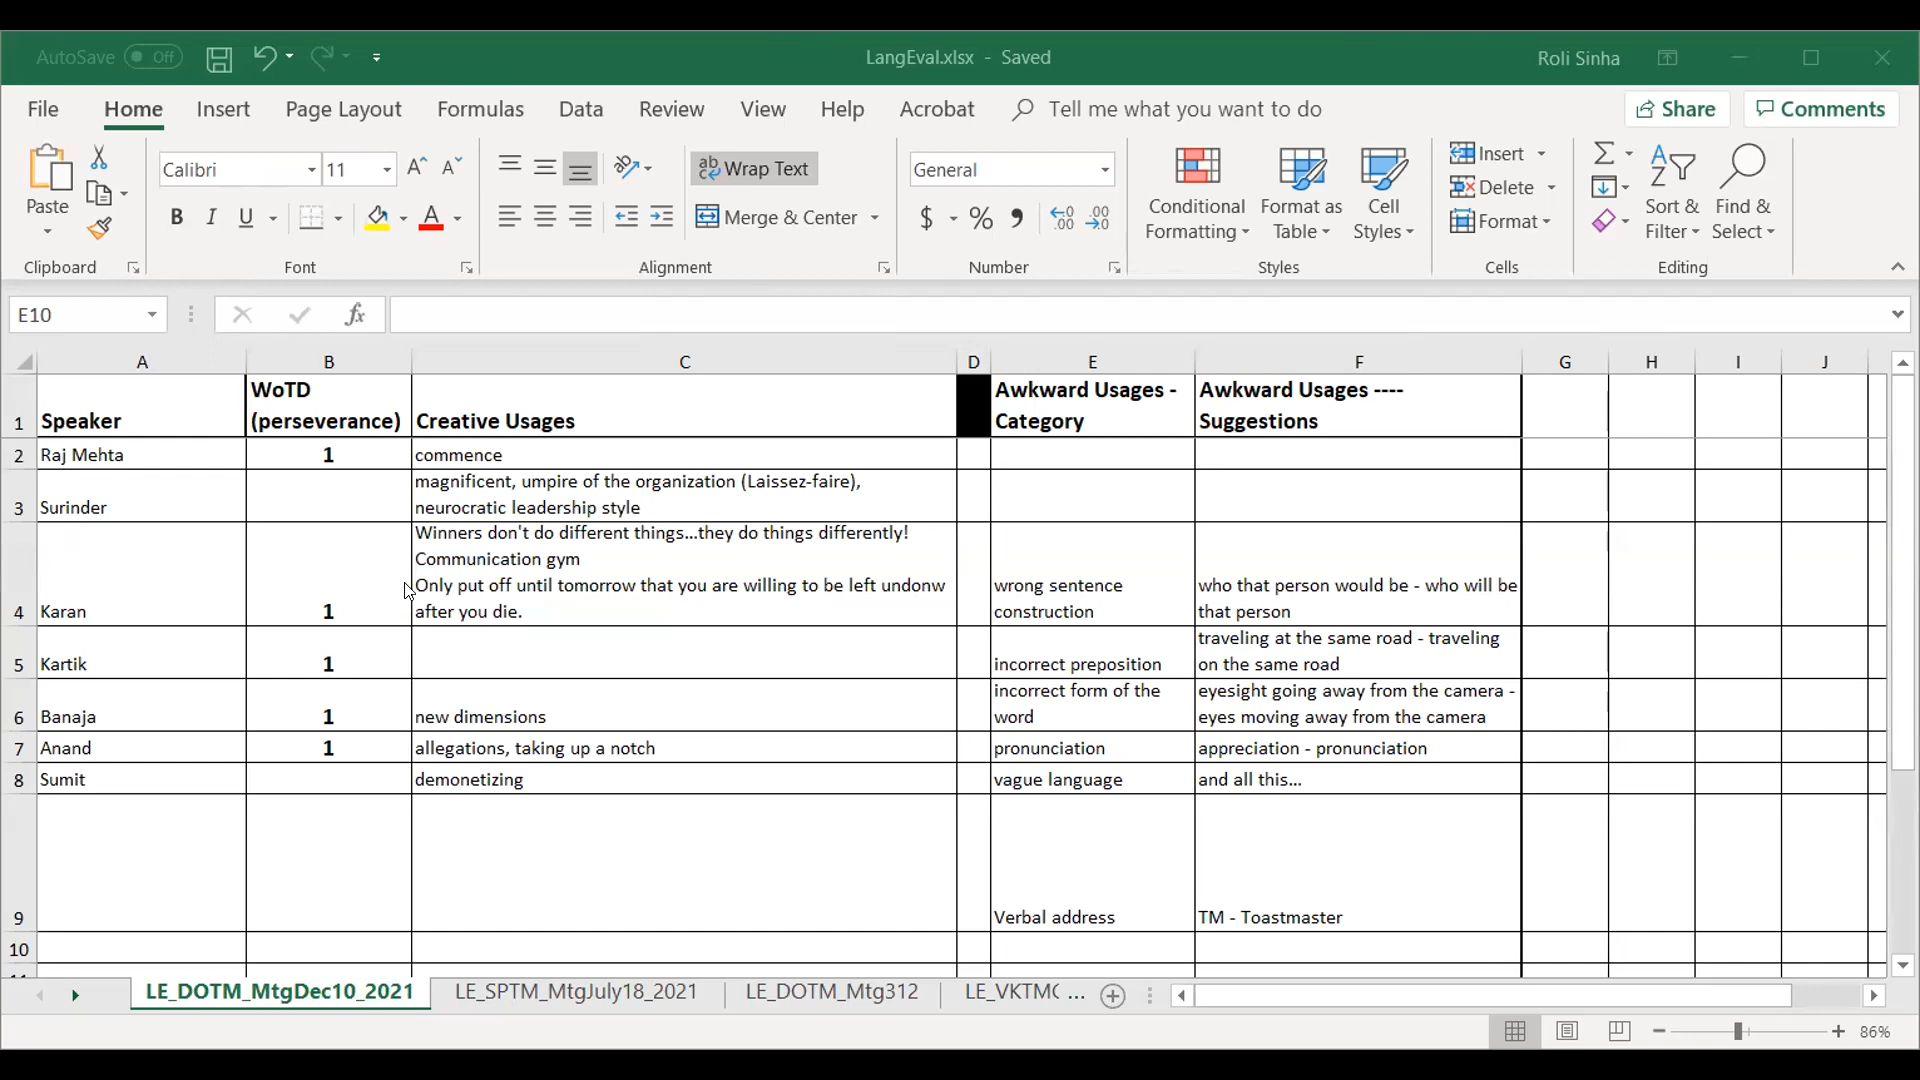 AutoSave Off
LangEval.xlsx - Saved
Roli Sinha
File Home Insert Page Layout Formulas Data Review View Help Acrobat Tell me what you want to do
Share Comments
Paste
Calibri 11
B I U
Wrap Text
Merge & Center
General
$ % 9
Conditional Formatting
Format as Table
Cell Styles
Insert
Delete
Format
Sort & Filter
Find & Select
Clipboard Font Alignment Number Styles Cells Editing
E10 fx
A B C D E F G H I J
1 Speaker
WoTD (perseverance)
Creative Usages
Awkward Usages - Category
Awkward Usages ---- Suggestions
2 Raj Mehta 1 commence
3 Surinder
magnificent, umpire of the organization (Laissez-faire),
neurocratic leadership style
4 Karan 1
Winners don't do different things...they do things differently!
Communication gym
Only put off until tomorrow that you are willing to be left undonw
after you die.
wrong sentence construction
who that person would be - who will be
that person
5 Kartik 1
incorrect preposition
traveling at the same road - traveling
on the same road
6 Banaja 1 new dimensions
incorrect form of the word
eyesight going away from the camera -
eyes moving away from the camera
7 Anand 1 allegations, taking up a notch pronunciation appreciation - pronunciation
8 Sumit demonetizing vague language and all this...
9 Verbal address TM - Toastmaster
10
LE_DOTM_MtgDec10_2021 LE_SPTM_MtgJuly18_2021 LE_DOTM_Mtg312 LE_VKTM ...
86%